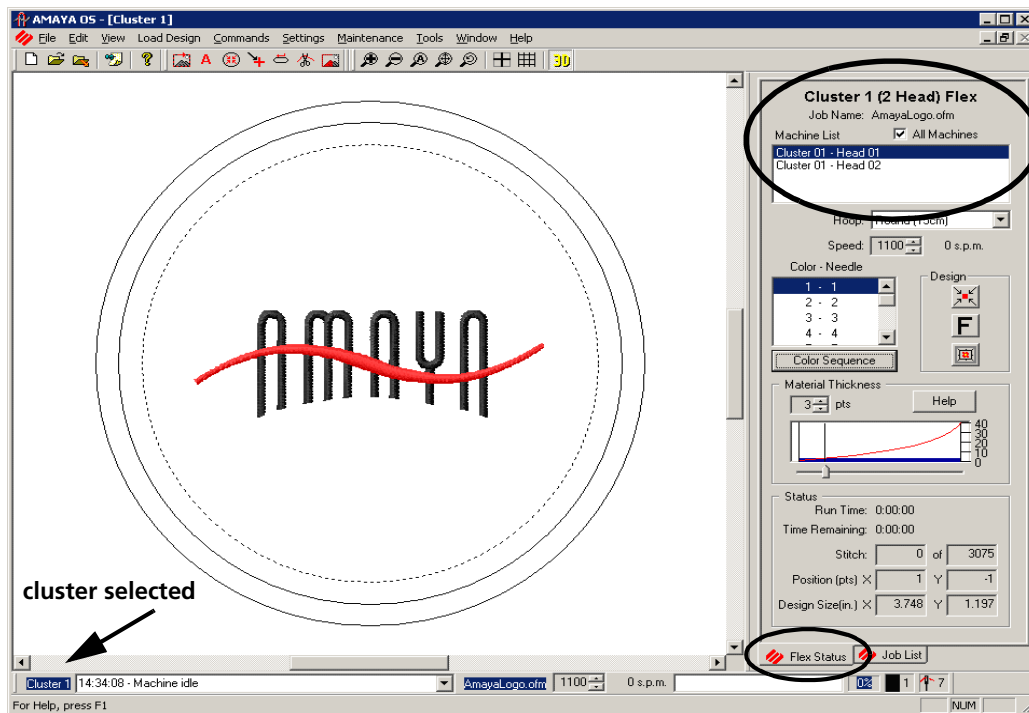 AMAYA OS - [Cluster 1]
File Edit View Load Design Commands Settings Maintenance Tools Window Help
A 3D
Cluster 1 (2 Head) Flex
Job Name: AmayaLogo.ofm
Machine List All Machines
Cluster 01 - Head 01
Cluster 01 - Head 02
Hoop: Round (15cm)
Speed: 1100 0 s.p.m.
Color - Needle
Design
1 - 1
2 - 2
3 - 3
4 - 4
F
Color Sequence
Material Thickness
3 pts Help
40
30
20
10
0
Status
Run Time: 0:00:00
Time Remaining: 0:00:00
Stitch: 0 of 3075
Position (pts) X 1 Y -1
Design Size(in.) X 3.748 Y 1.197
AMAYA
cluster selected
Flex Status Job List
Cluster 1 14:34:08 - Machine idle AmayaLogo.ofm 1100 0 s.p.m. 0% 1 7
For Help, press F1 NUM